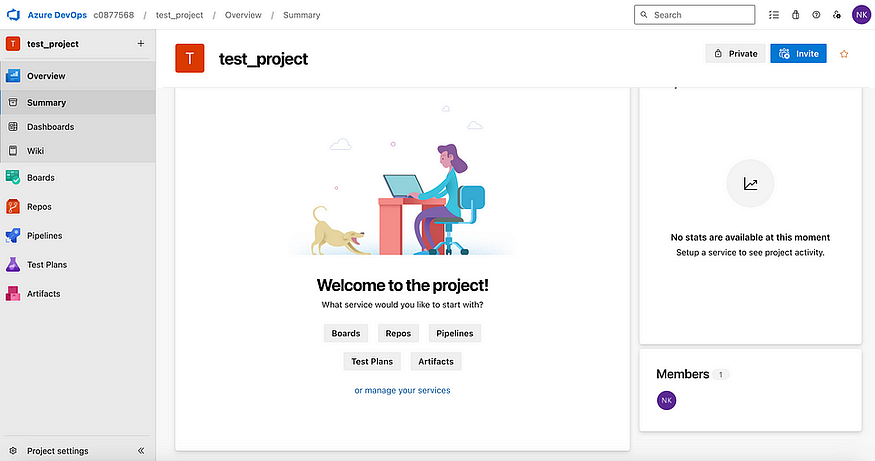 Azure DevOps c0877568 / test_project / Overview / Summary
Search
NK
T test_project +
Overview
Summary
Dashboards
Wiki
Boards
Repos
Pipelines
Test Plans
Artifacts
Project settings
T test_project
Private
Invite
Welcome to the project!
What service would you like to start with?
Boards Repos Pipelines
Test Plans Artifacts
or manage your services
No stats are available at this moment
Setup a service to see project activity.
Members 1
NK